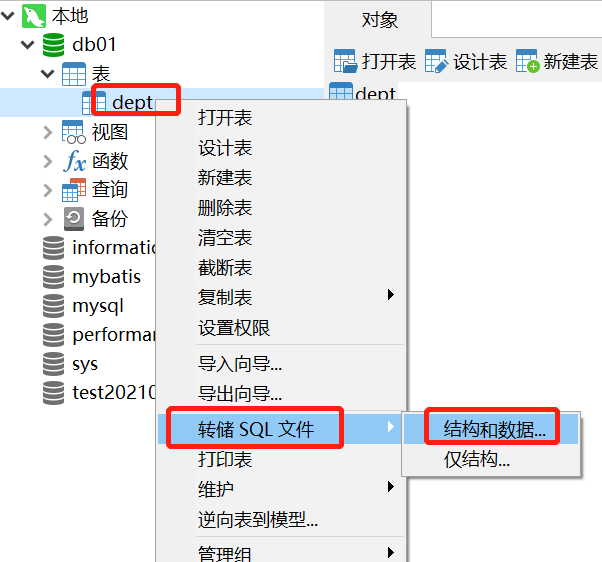 本地
对象
db01
表
打开表 设计表 新建表
dept
dept
打开表
视图
设计表
fx 函数
新建表
查询
删除表
备份
清空表
informatic
截断表
mybatis
复制表
mysql
设置权限
performar
sys
导入向导...
test20210
导出向导...
转储 SQL 文件
结构和数据...
打印表
仅结构...
维护
逆向表到模型...
管理组